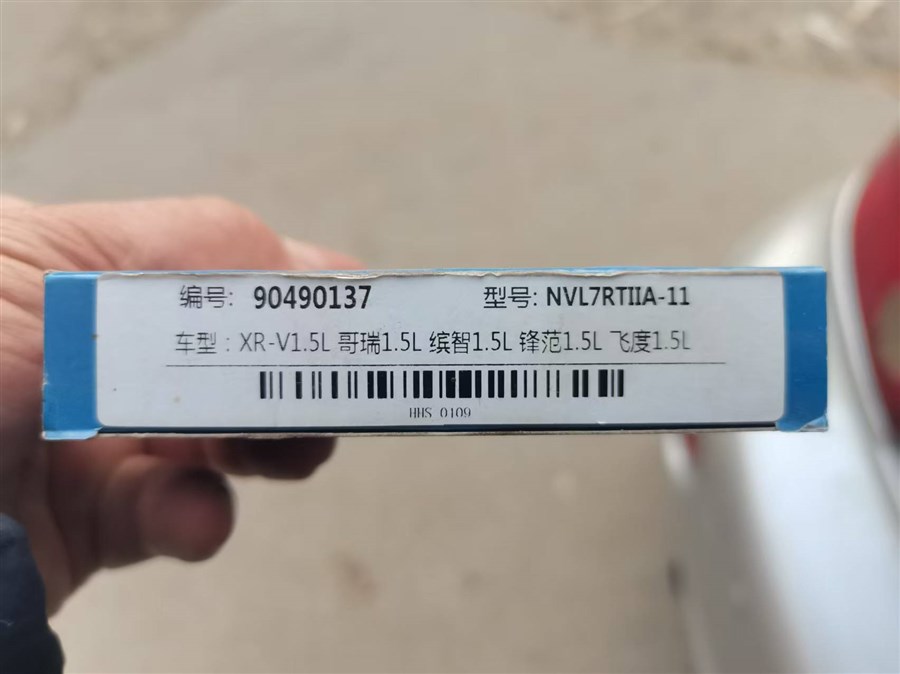 编号: 90490137 型号: NVL7RTIIA-11
车型：XR-V1.5L 哥瑞1.5L 缤智1.5L 锋范1.5L 飞度1.5L
HHS 0109